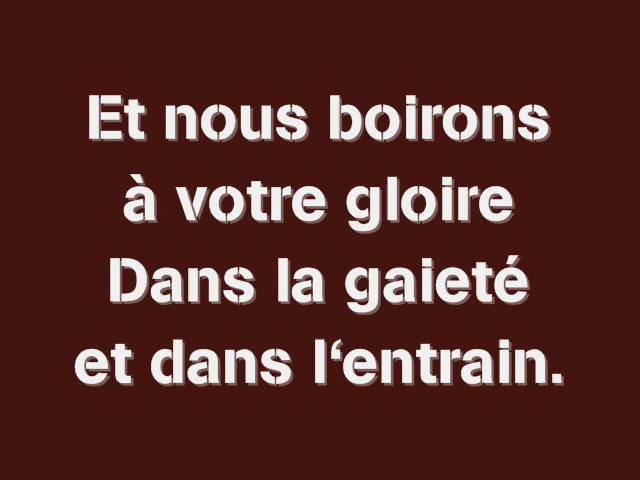 Et nous boirons
à votre gloire
Dans la gaieté
et dans l‘entrain.